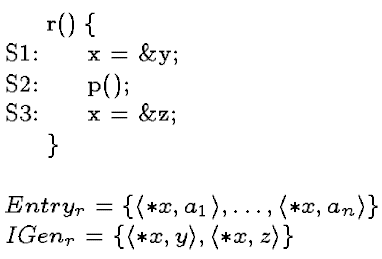 r() {
S1: x = &y;
S2: p();
S3: x = &z;
}
Entry_r = {⟨*x, a_1⟩, ..., ⟨*x, a_n⟩}
IGen_r = {⟨*x, y⟩, ⟨*x, z⟩}